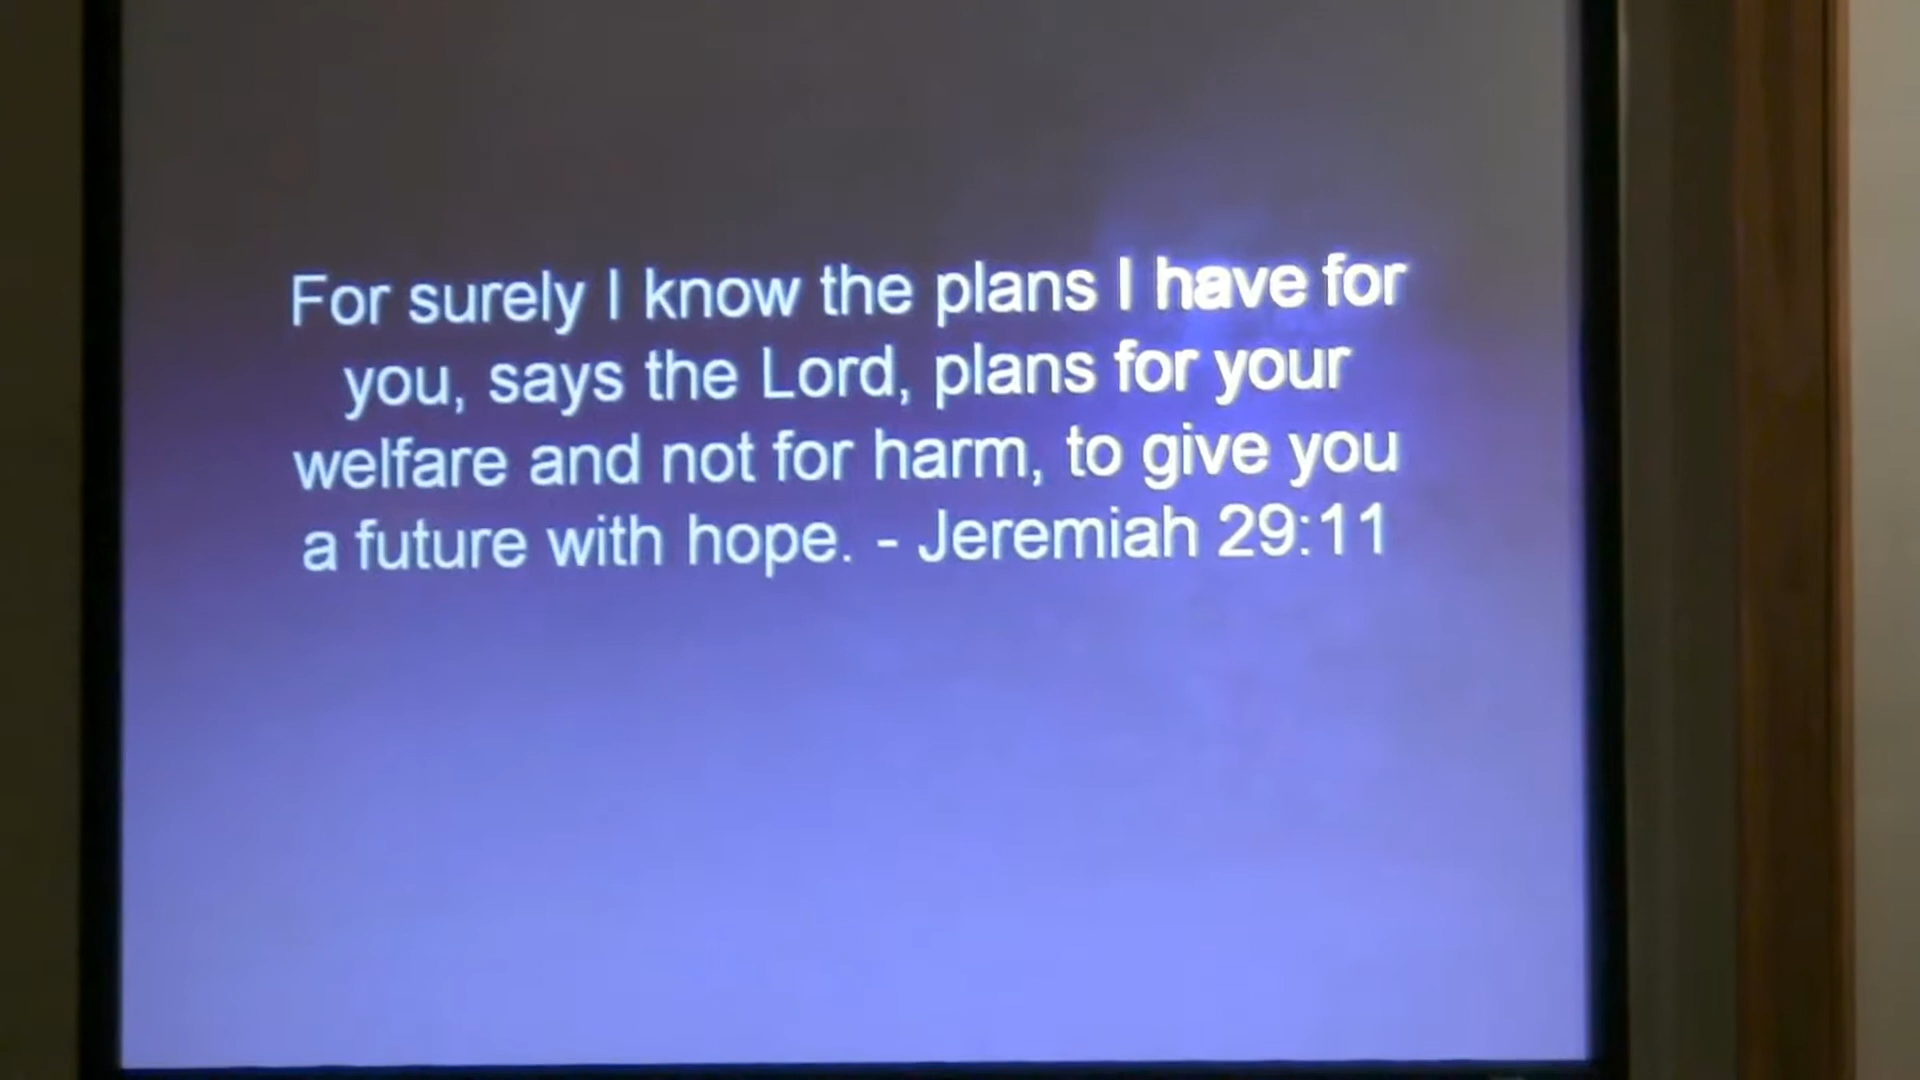 For surely I know the plans I have for
you, says the Lord, plans for your
welfare and not for harm, to give you
a future with hope. - Jeremiah 29:11